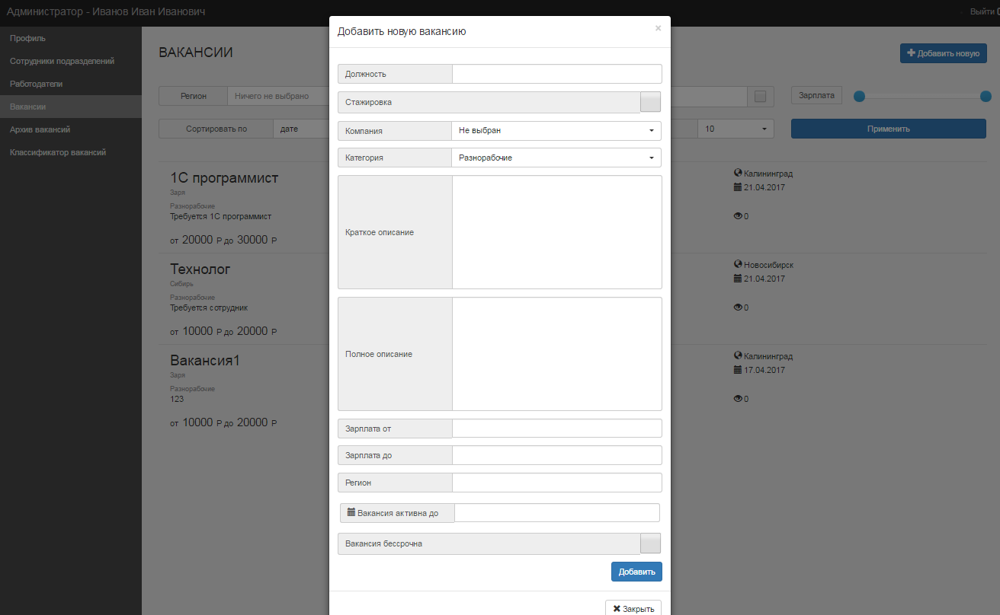 Администратор - Иванов Иван Иванович
Выйти
Профиль
Сотрудники подразделений
Работодатели
Вакансии
Архив вакансий
Классификатор вакансий
ВАКАНСИИ
Добавить новую
Регион
Ничего не выбрано
Зарплата
Сортировать по
дате
10
Применить
1С программист
Заря
Разнорабочие
Требуется 1С программист
от 20000 Р до 30000 Р
Калининград
21.04.2017
0
Технолог
Сибирь
Разнорабочие
Требуется сотрудник
от 10000 Р до 20000 Р
Новосибирск
21.04.2017
0
Вакансия1
Заря
Разнорабочие
123
от 10000 Р до 20000 Р
Калининград
17.04.2017
0
Добавить новую вакансию
×
Должность
Стажировка
Компания
Не выбран
Категория
Разнорабочие
Краткое описание
Полное описание
Зарплата от
Зарплата до
Регион
Вакансия активна до
Вакансия бессрочна
Добавить
Закрыть